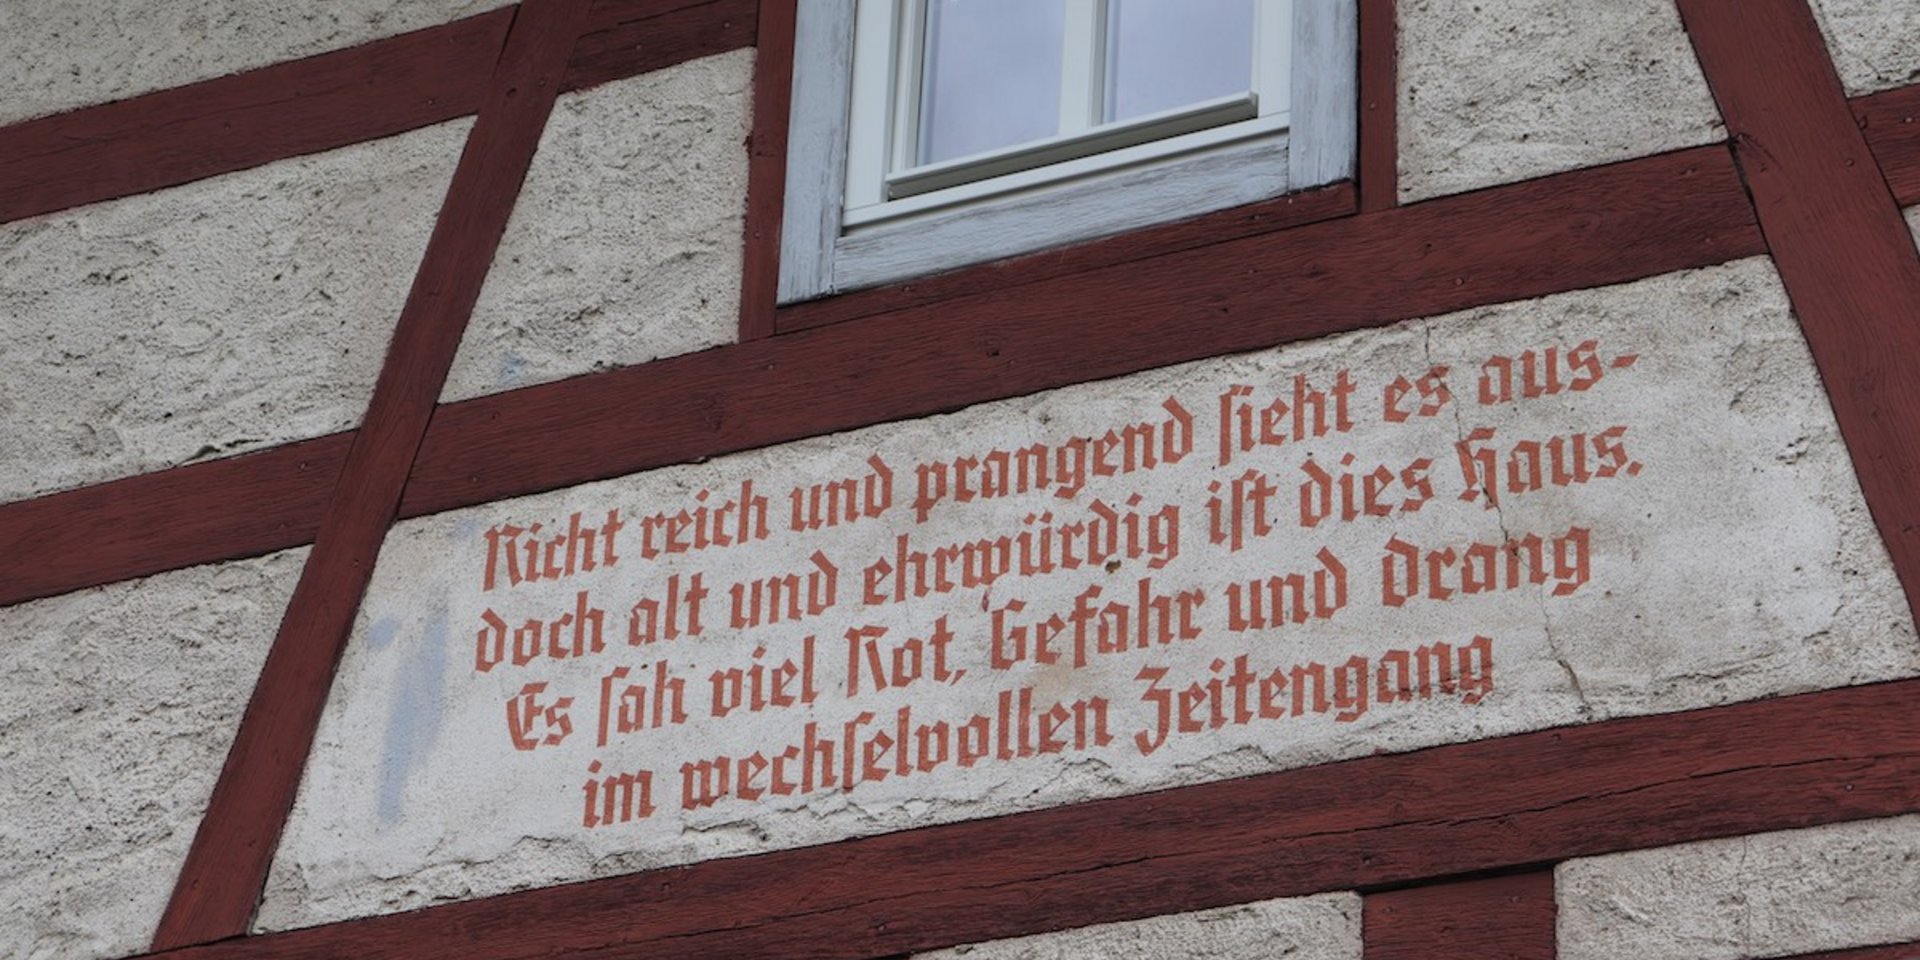 Nicht reich und prangend sieht es aus-
doch alt und ehrwürdig ist dies Haus.
Es sah viel Not, Gefahr und Drang
im wechselvollen Zeitengang